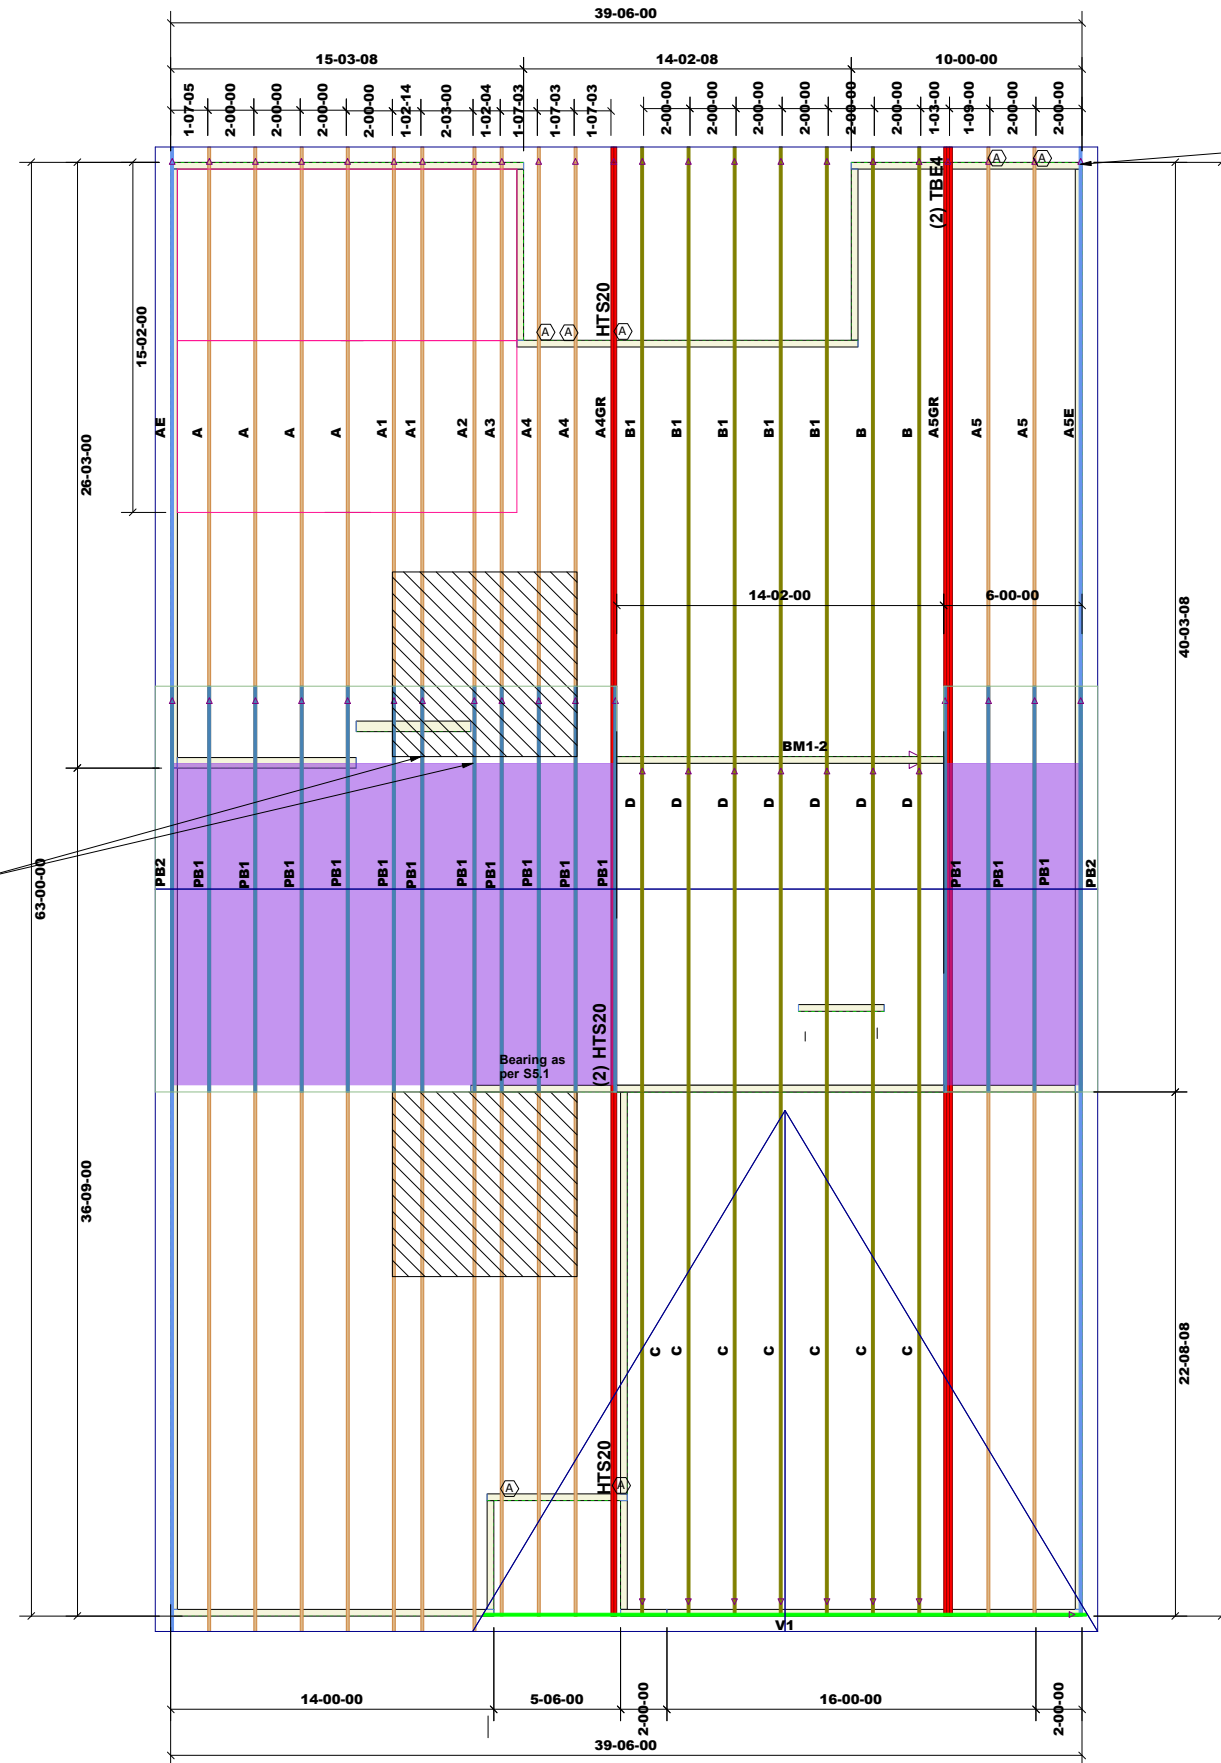 39-06-00
15-03-08 14-02-08 10-00-00
1-07-05 2-00-00 2-00-00 2-00-00 2-00-00 1-02-14 2-03-00 1-02-04 1-07-03 1-07-03 1-07-03 2-00-00 2-00-00 2-00-00 2-00-00 2-00-00 2-00-00 1-03-00 1-09-00 2-00-00 2-00-00
A A
(2) TBE4
HTS20
A A A
15-02-00
26-03-00
AE A A A A A1 A1 A2 A3 A4 A4 A4GR B1 B1 B1 B1 B1 B B A5GR A5 A5 A5E
14-02-00 6-00-00
40-03-08
BM1-2
D D D D D D D
63-00-00
PB2 PB1 PB1 PB1 PB1 PB1 PB1 PB1 PB1 PB1 PB1 PB1 PB1 PB1 PB1 PB2
(2) HTS20
Bearing as
per S5.1
36-09-00
C C C C C C C
22-08-08
HTS20
A A
V1
14-00-00 5-06-00 2-00-00 16-00-00 2-00-00
39-06-00